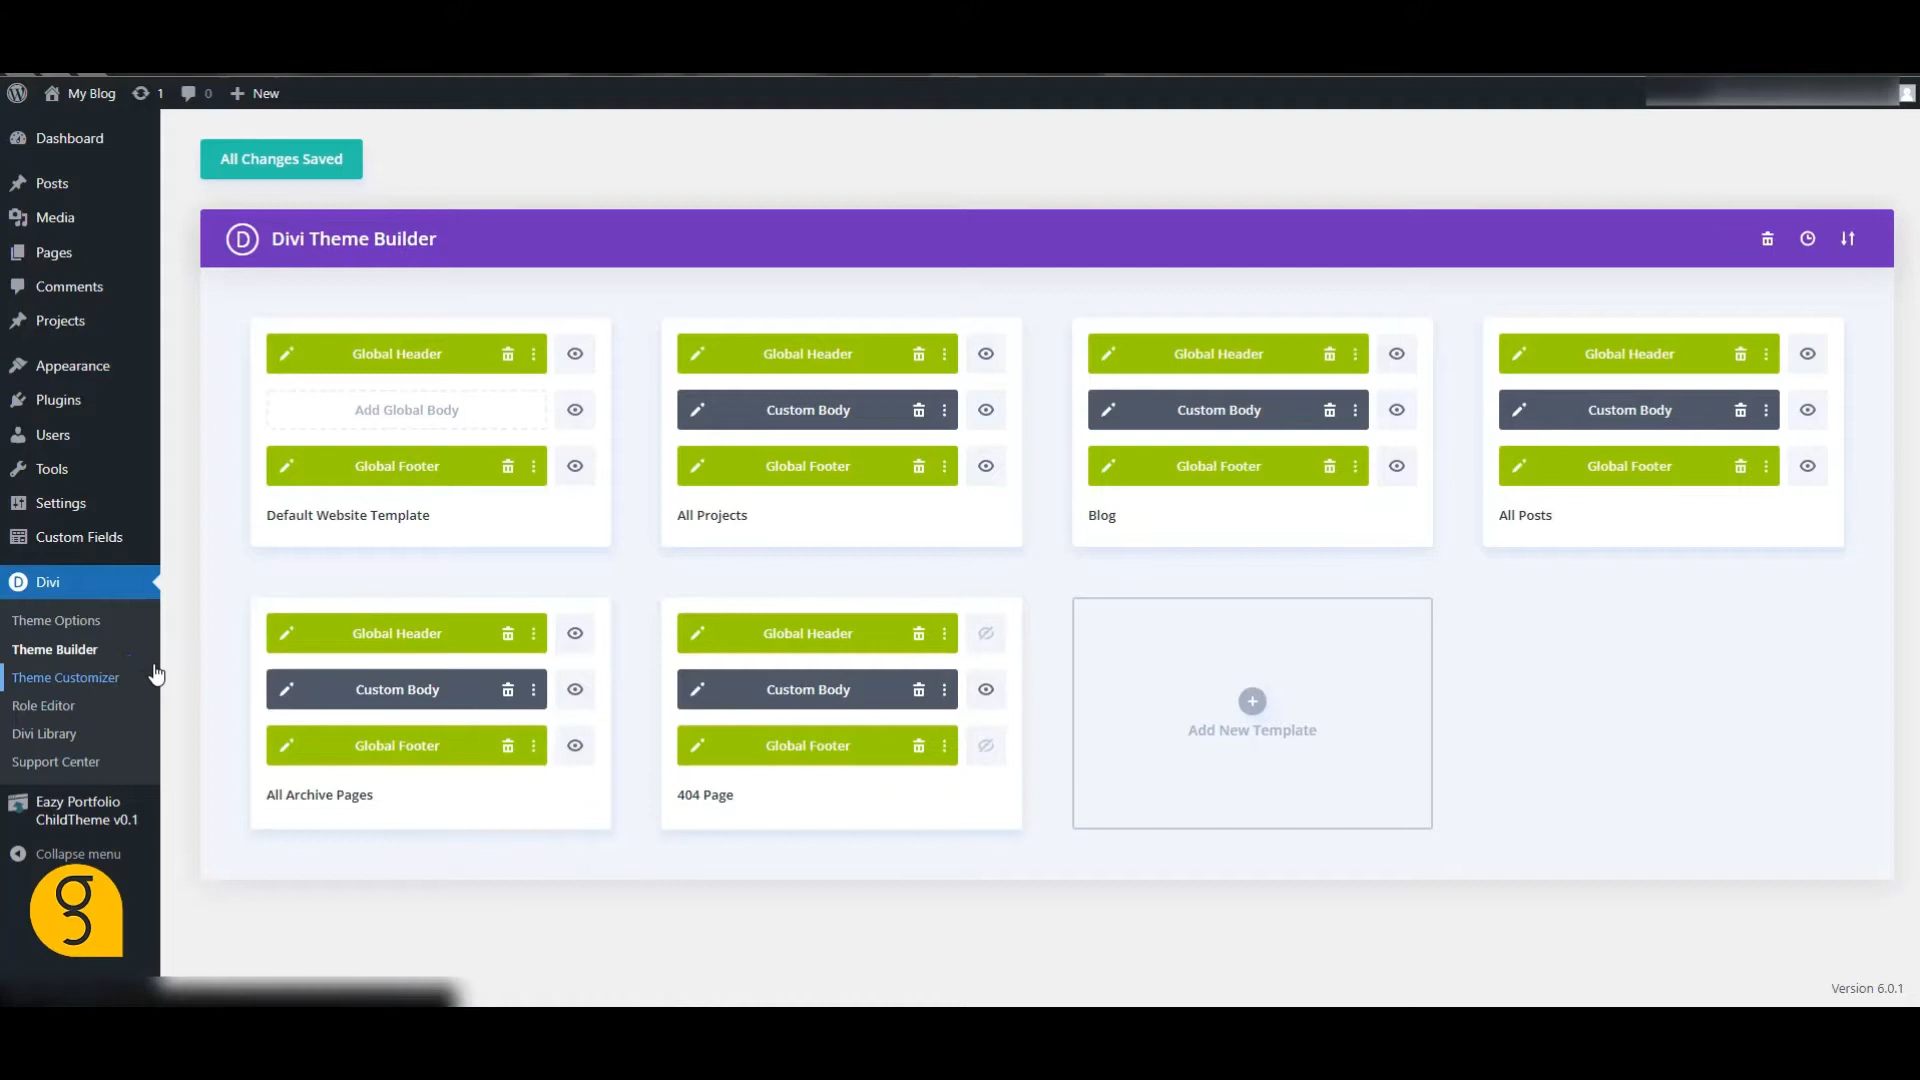 My Blog 1 0 New
Dashboard
Posts
Media
Pages
Comments
Projects
Appearance
Plugins
Users
Tools
Settings
Custom Fields
D Divi
Theme Options
Theme Builder
Theme Customizer
Role Editor
Divi Library
Support Center
Eazy Portfolio
ChildTheme v0.1
Collapse menu
g
All Changes Saved
D Divi Theme Builder
Global Header
Add Global Body
Global Footer
Default Website Template
Global Header
Custom Body
Global Footer
All Projects
Global Header
Custom Body
Global Footer
Blog
Global Header
Custom Body
Global Footer
All Posts
Global Header
Custom Body
Global Footer
All Archive Pages
Global Header
Custom Body
Global Footer
404 Page
Add New Template
Version 6.0.1